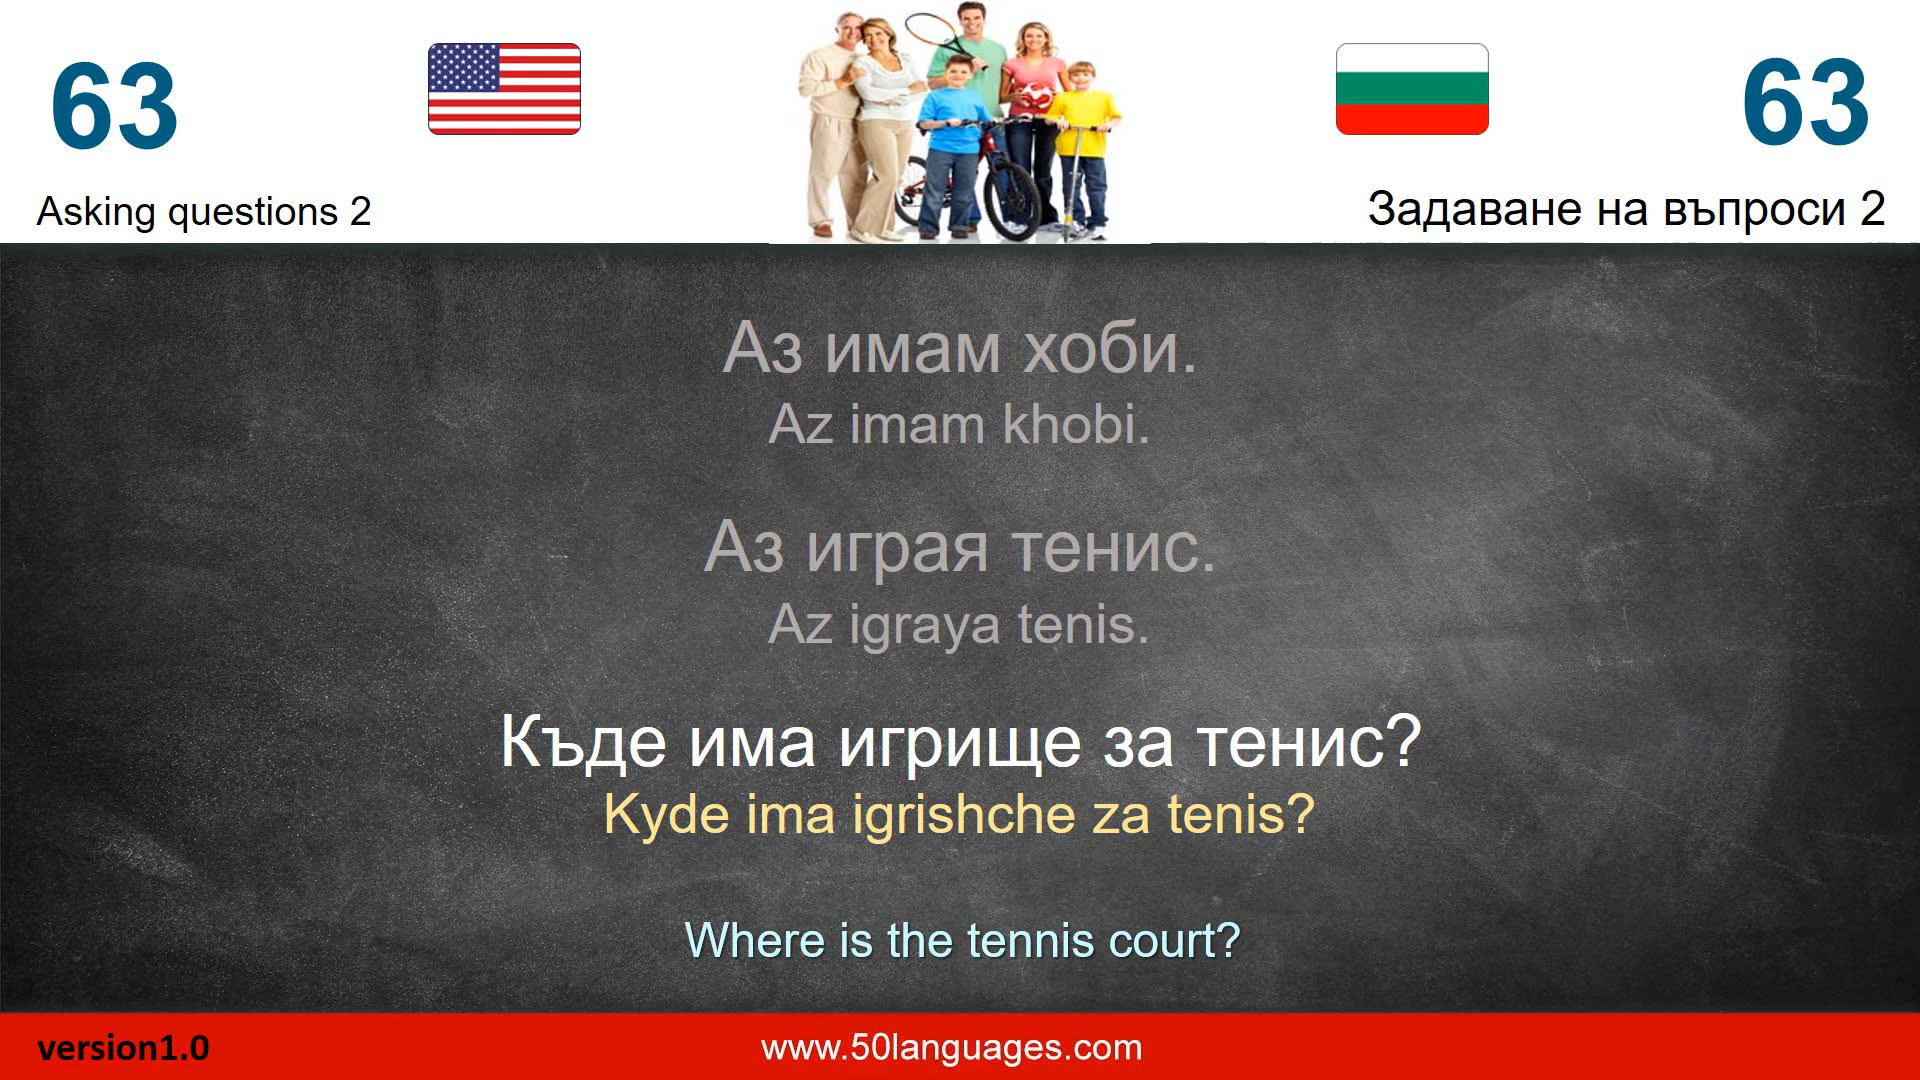 63
63
Asking questions 2
Задаване на въпроси 2
Аз имам хоби.
Az imam khobi.
Аз играя тенис.
Az igraya tenis.
Къде има игрище за тенис?
Kyde ima igrishche za tenis?
Where is the tennis court?
version1.0
www.50languages.com